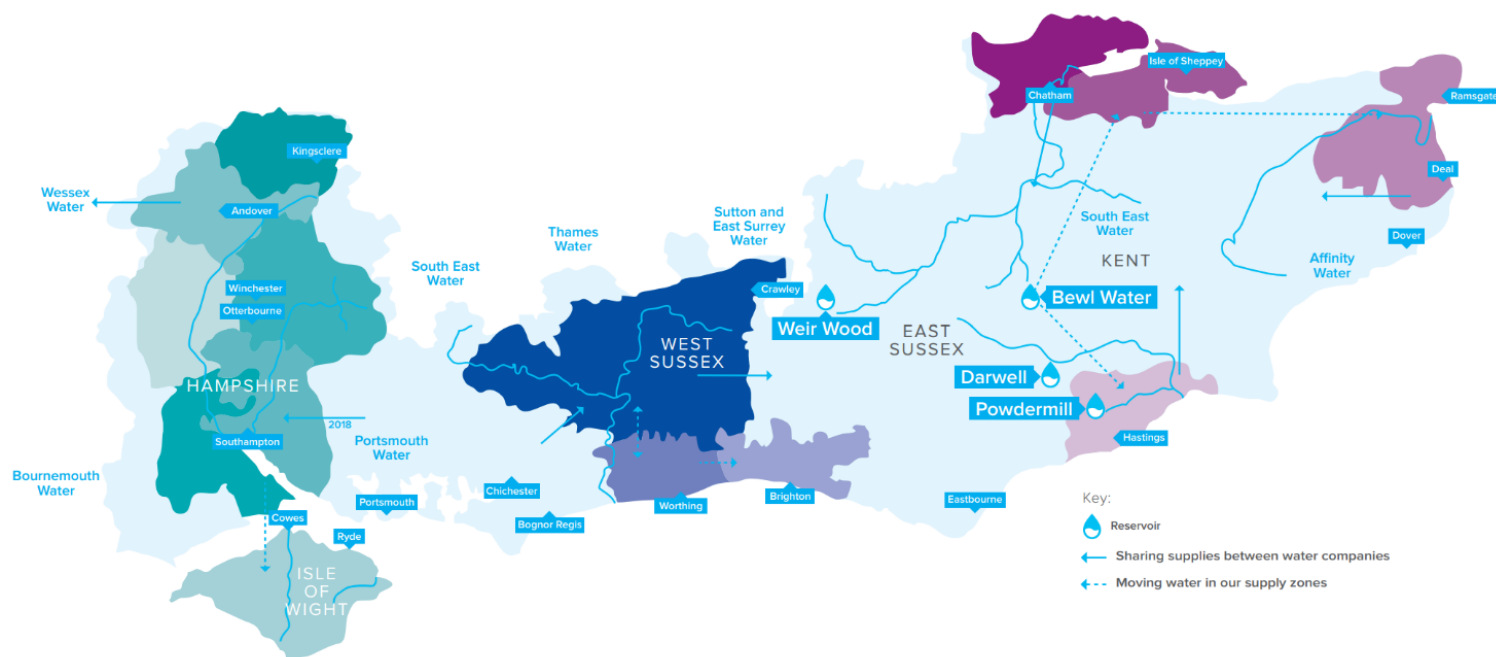 Isle of Sheppey
Chatham
Ramsgate
Kingsclere
Deal
Wessex
Water
Andover
Sutton and
East Surrey
Water
South East
Water
Dover
Thames
Water
KENT
Affinity
Water
South East
Water
Winchester
Otterbourne
Crawley
Bewl Water
Weir Wood
EAST
SUSSEX
WEST
SUSSEX
HAMPSHIRE
Darwell
Powdermill
2018
Southampton
Portsmouth
Water
Hastings
Bournemouth
Water
Chichester
Portsmouth
Worthing
Brighton
Eastbourne
Bognor Regis
Cowes
Ryde
ISLE
OF
WIGHT
Key:
Reservoir
Sharing supplies between water companies
Moving water in our supply zones